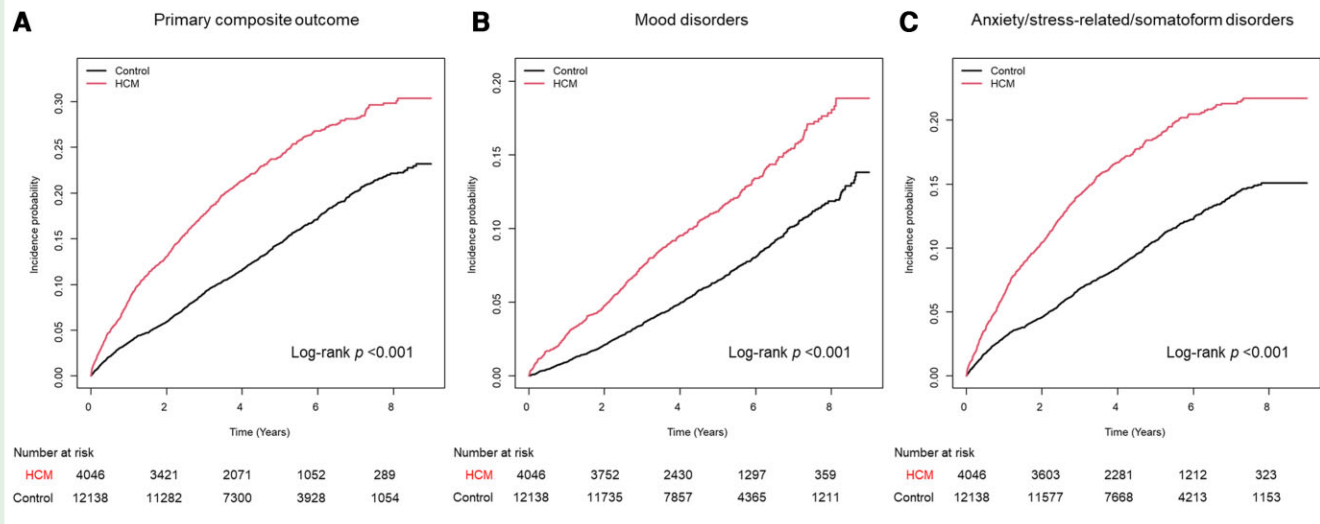 A Primary composite outcome
Control
HCM
Incidence probability
0.30
0.25
0.20
0.15
0.10
0.05
0.00
Log-rank p <0.001
0 2 4 6 8
Time (Years)
Number at risk
HCM 4046 3421 2071 1052 289
Control 12138 11282 7300 3928 1054
B Mood disorders
Control
HCM
Incidence probability
0.20
0.15
0.10
0.05
0.00
Log-rank p <0.001
0 2 4 6 8
Time (Years)
Number at risk
HCM 4046 3752 2430 1297 359
Control 12138 11735 7857 4365 1211
C Anxiety/stress-related/somatoform disorders
Control
HCM
Incidence probability
0.20
0.15
0.10
0.05
0.00
Log-rank p <0.001
0 2 4 6 8
Time (Years)
Number at risk
HCM 4046 3603 2281 1212 323
Control 12138 11577 7668 4213 1153